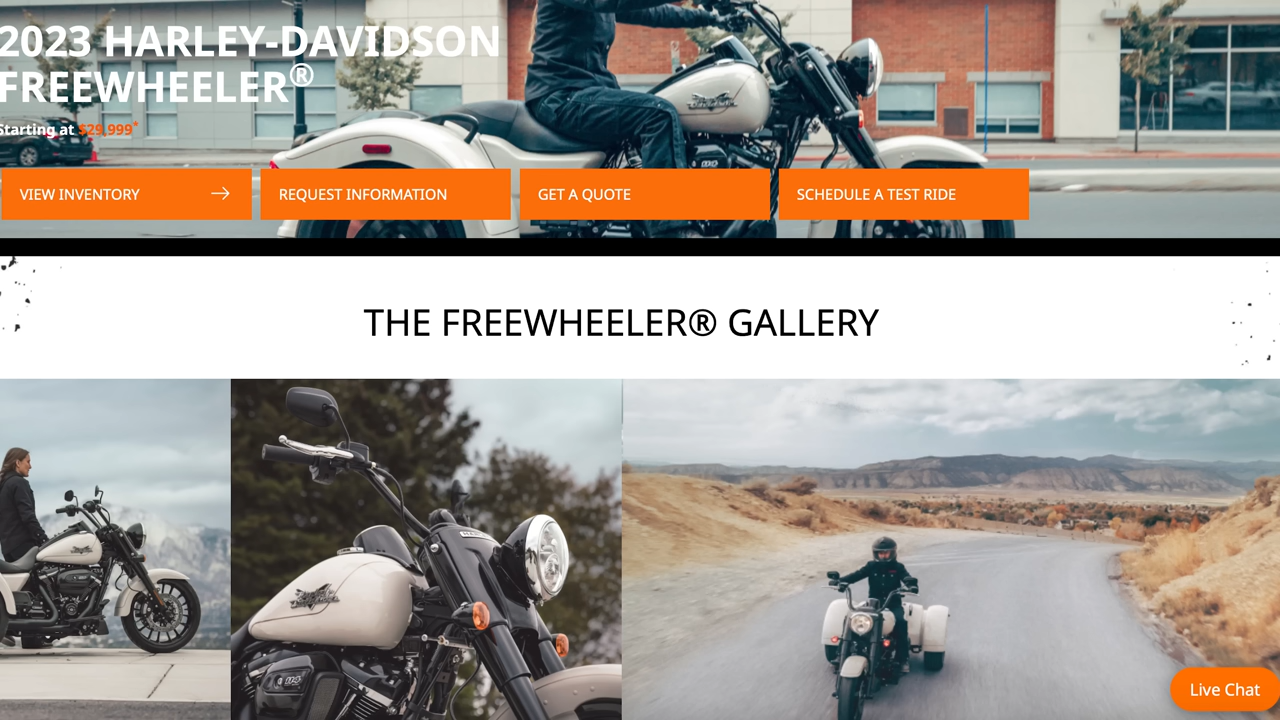 2023 HARLEY-DAVIDSON
FREEWHEELER®
Starting at $29,999*
VIEW INVENTORY
REQUEST INFORMATION
GET A QUOTE
SCHEDULE A TEST RIDE
THE FREEWHEELER® GALLERY
Live Chat